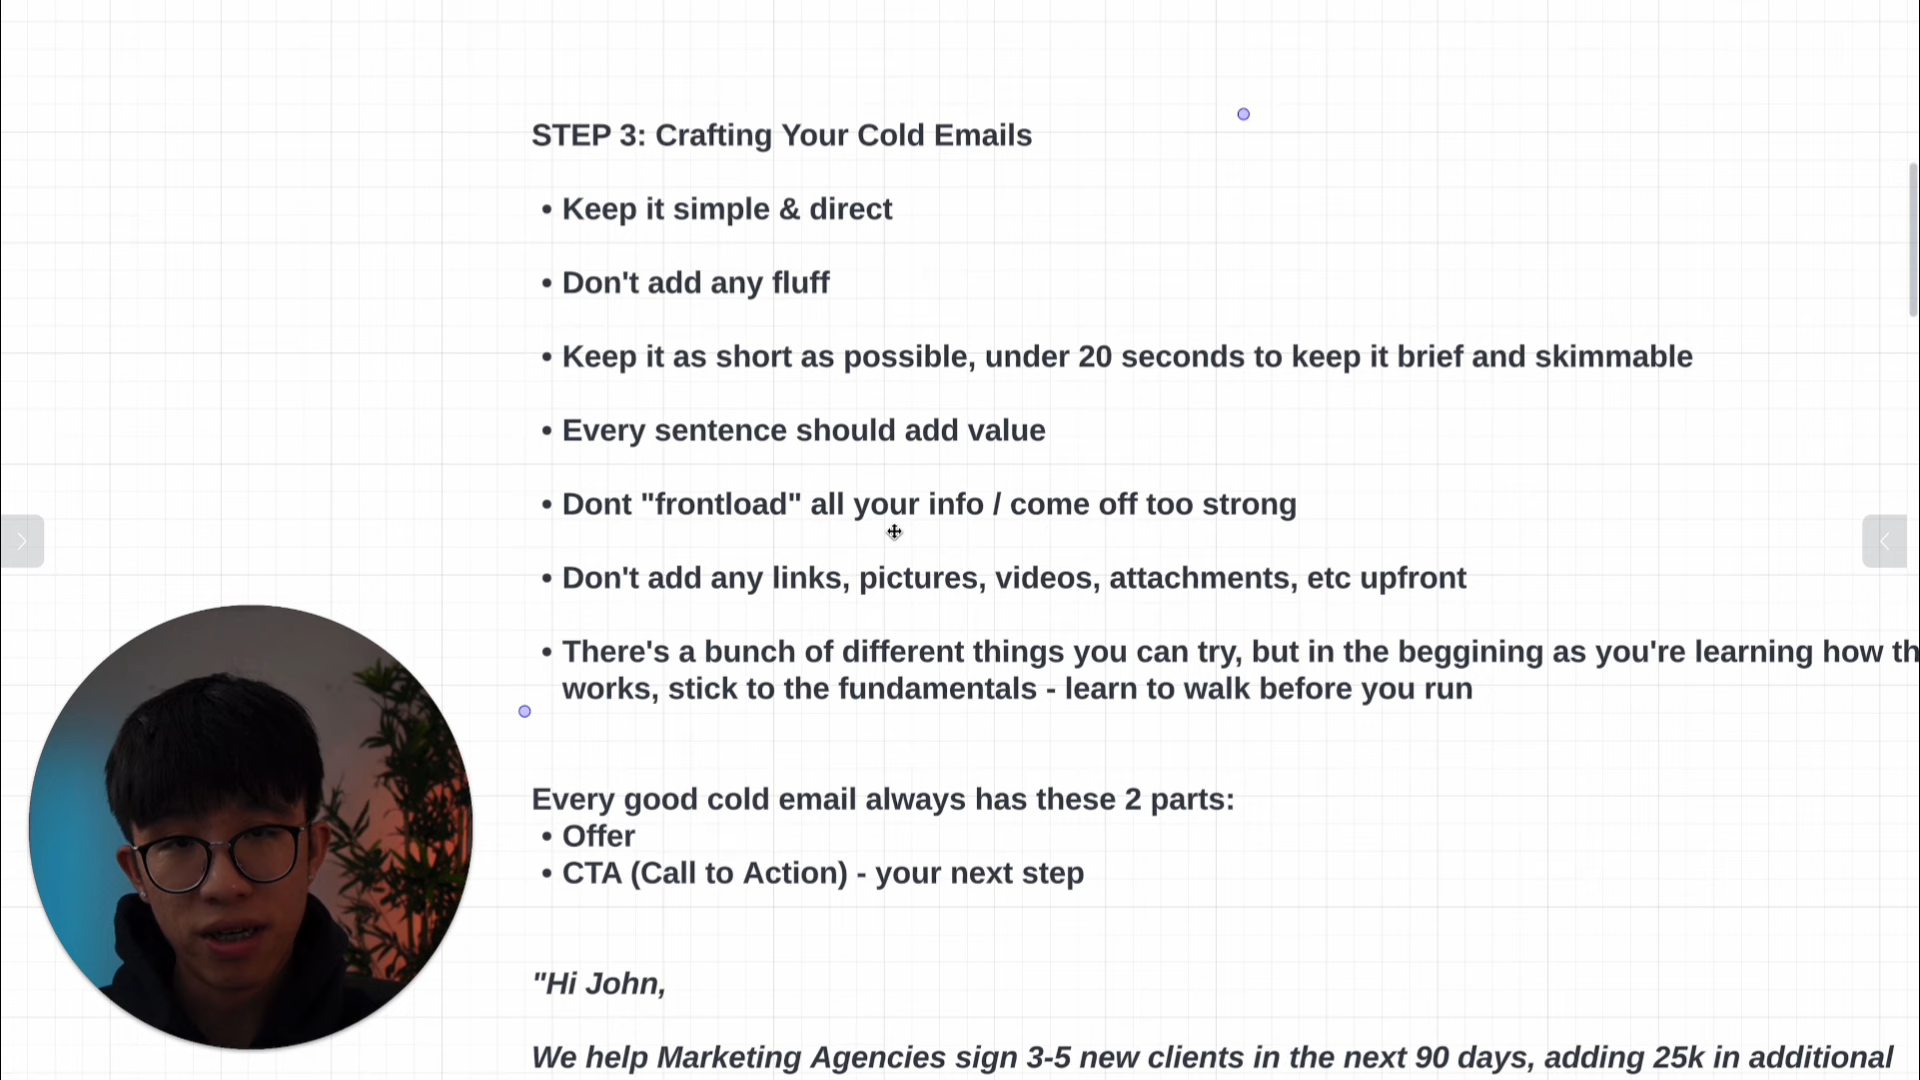 STEP 3: Crafting Your Cold Emails
• Keep it simple & direct
• Don't add any fluff
• Keep it as short as possible, under 20 seconds to keep it brief and skimmable
• Every sentence should add value
• Dont "frontload" all your info / come off too strong
• Don't add any links, pictures, videos, attachments, etc upfront
• There's a bunch of different things you can try, but in the beggining as you're learning how th
works, stick to the fundamentals - learn to walk before you run
Every good cold email always has these 2 parts:
• Offer
• CTA (Call to Action) - your next step
"Hi John,
We help Marketing Agencies sign 3-5 new clients in the next 90 days, adding 25k in additional